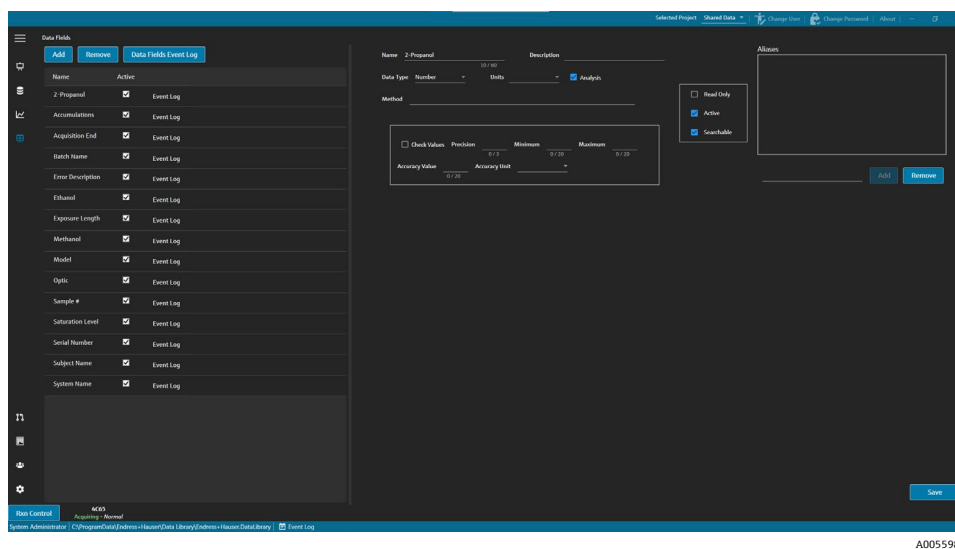 Selected Project Shared Data Change User Change Password About
Data Fields
Add Remove Data Fields Event Log
Name Active
2-Propanol Event Log
Accumulations Event Log
Acquisition End Event Log
Batch Name Event Log
Error Description Event Log
Ethanol Event Log
Exposure Length Event Log
Methanol Event Log
Model Event Log
Optic Event Log
Sample # Event Log
Saturation Level Event Log
Serial Number Event Log
Subject Name Event Log
System Name Event Log
Name 2-Propanol Description
10 / 60
Data Type Number Units Analysis
Method
Check Values Precision Minimum Maximum
0 / 3 0 / 20 0 / 20
Accuracy Value Accuracy Unit
0 / 20
Read Only
Active
Searchable
Aliases
Add Remove
Save
Rxn Control
4C65
Acquiring - Normal
System Administrator C:\ProgramData\Endress+Hauser\Data Library\Endress+Hauser.DataLibrary Event Log
A005598